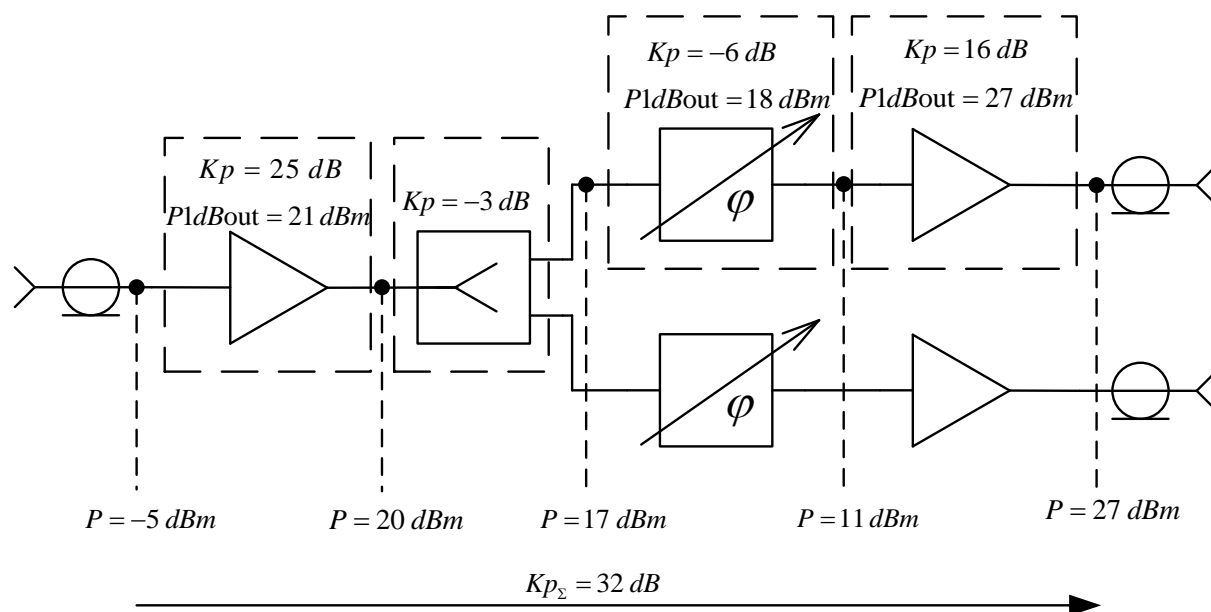 Kp = −6 dB
P1dBout = 18 dBm
Kp = 16 dB
P1dBout = 27 dBm
Kp = 25 dB
P1dBout = 21 dBm
Kp = −3 dB
φ
φ
P = −5 dBm
P = 20 dBm
P = 17 dBm
P = 11 dBm
P = 27 dBm
Kp_Σ = 32 dB